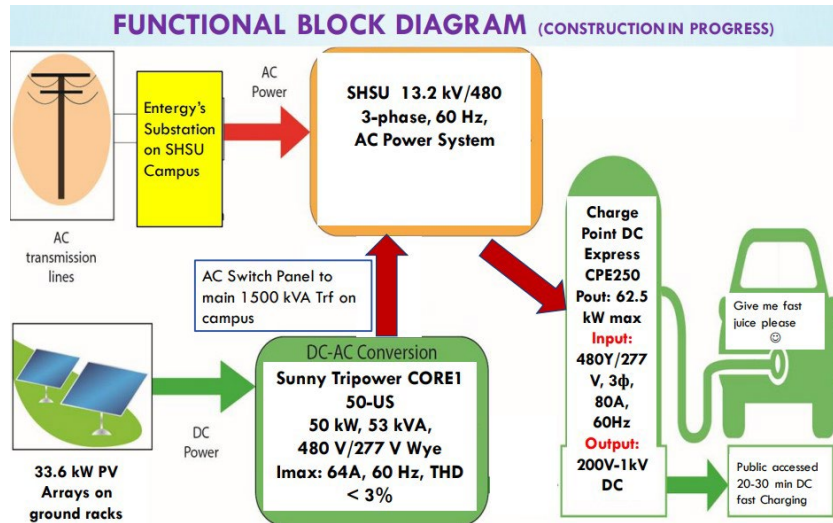 FUNCTIONAL BLOCK DIAGRAM (CONSTRUCTION IN PROGRESS)
AC
transmission
lines
Entergy's
Substation
on SHSU
Campus
AC
Power
SHSU 13.2 kV/480
3-phase, 60 Hz,
AC Power System
AC Switch Panel to
main 1500 kVA Trf on
campus
33.6 kW PV
Arrays on
ground racks
DC
Power
DC-AC Conversion
Sunny Tripower CORE1
50-US
50 kW, 53 kVA,
480 V/277 V Wye
Imax: 64A, 60 Hz, THD
< 3%
Charge
Point DC
Express
CPE250
Pout: 62.5
kW max
Input:
480Y/277
V, 3ф,
80A,
60Hz
Output:
200V-1kV
DC
Give me fast
juice please
☺
Public accessed
20-30 min DC
fast Charging